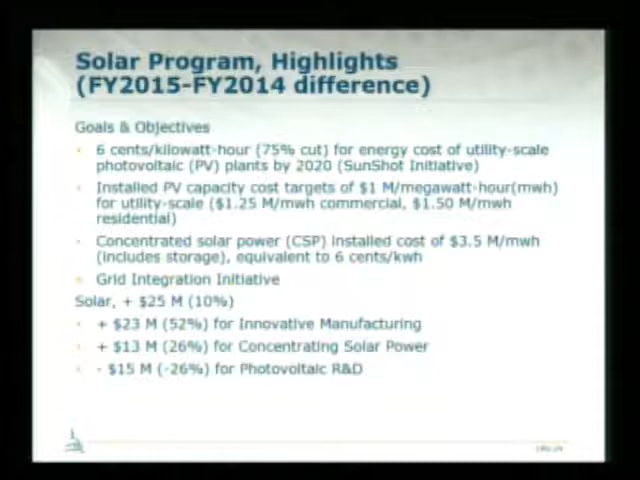 Solar Program, Highlights
(FY2015-FY2014 difference)
Goals & Objectives
6 cents/kilowatt-hour (75% cut) for energy cost of utility-scale
photovoltaic (PV) plants by 2020 (SunShot Initiative)
Installed PV capacity cost targets of $1 M/megawatt-hour(mwh)
for utility-scale ($1.25 M/mwh commercial, $1.50 M/mwh
residential)
Concentrated solar power (CSP) installed cost of $3.5 M/mwh
(includes storage), equivalent to 6 cents/kwh
Grid Integration Initiative
Solar, + $25 M (10%)
+ $23 M (52%) for Innovative Manufacturing
+ $13 M (26%) for Concentrating Solar Power
- $15 M (-26%) for Photovoltaic R&D